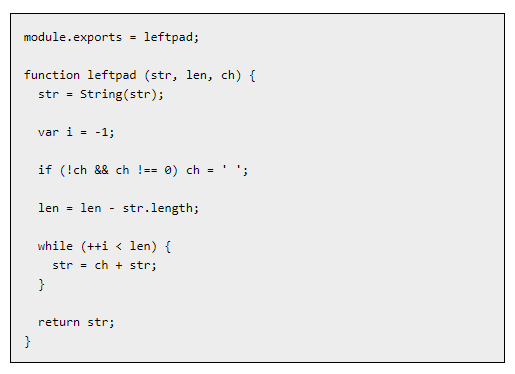 module.exports = leftpad;
function leftpad (str, len, ch) {
  str = String(str);
  var i = -1;
  if (!ch && ch !== 0) ch = ' ';
  len = len - str.length;
  while (++i < len) {
    str = ch + str;
  }
  return str;
}